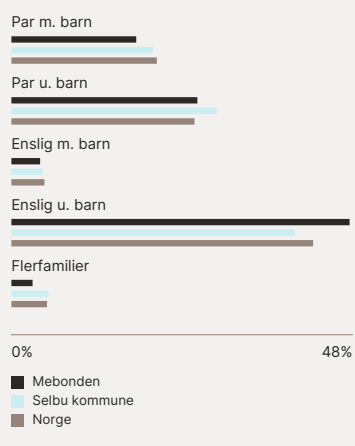 Par m. barn
Par u. barn
Enslig m. barn
Enslig u. barn
Flerfamilier
0% 48%
Mebonden
Selbu kommune
Norge